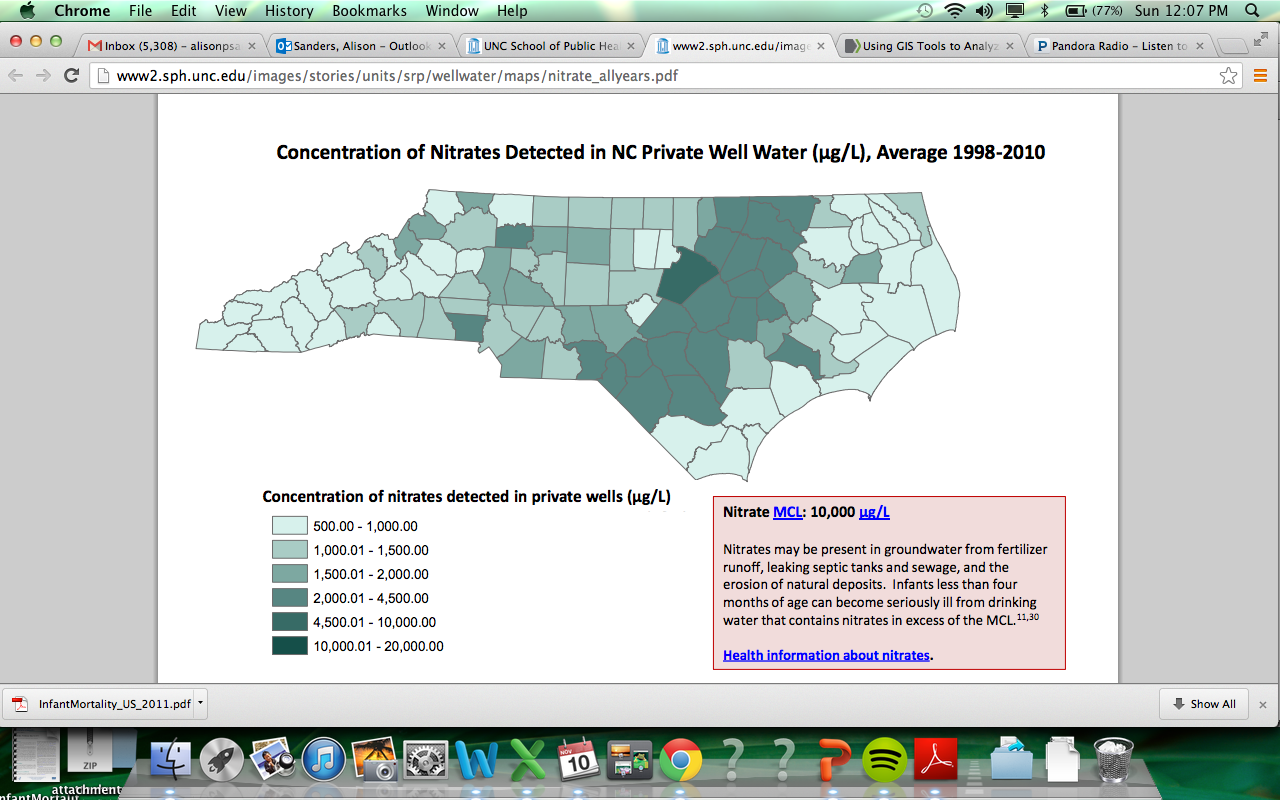 Chrome File Edit View History Bookmarks Window Help (77%) Sun 12:07 PM
Inbox (5,308) – alisonpsa Sanders, Alison – Outlook UNC School of Public Hea www2.sph.unc.edu/image Using GIS Tools to Analyz Pandora Radio – Listen to
www2.sph.unc.edu/images/stories/units/srp/wellwater/maps/nitrate_allyears.pdf
Concentration of Nitrates Detected in NC Private Well Water (µg/L), Average 1998-2010
Concentration of nitrates detected in private wells (µg/L)
500.00 - 1,000.00
1,000.01 - 1,500.00
1,500.01 - 2,000.00
2,000.01 - 4,500.00
4,500.01 - 10,000.00
10,000.01 - 20,000.00
Nitrate MCL: 10,000 µg/L
Nitrates may be present in groundwater from fertilizer
runoff, leaking septic tanks and sewage, and the
erosion of natural deposits. Infants less than four
months of age can become seriously ill from drinking
water that contains nitrates in excess of the MCL.11,30
Health information about nitrates.
InfantMortality_US_2011.pdf Show All
ZIP
NOV
10
attachment